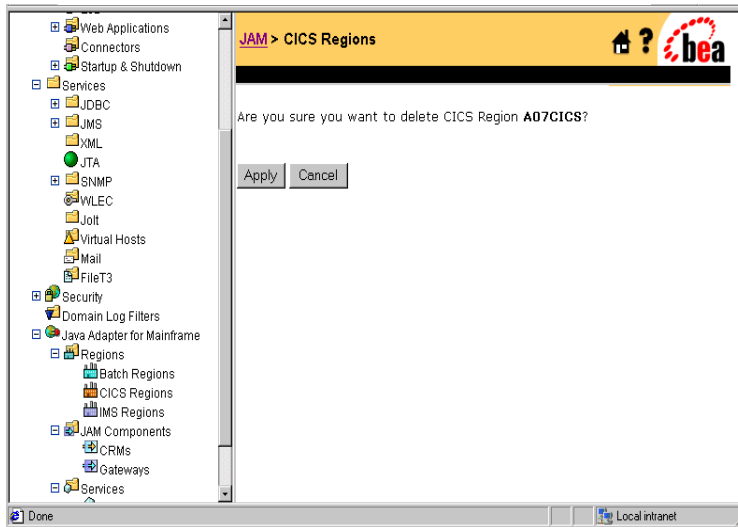 Web Applications
Connectors
Startup & Shutdown
Services
JDBC
JMS
XML
JTA
SNMP
WLEC
Jolt
Virtual Hosts
Mail
FileT3
Security
Domain Log Filters
Java Adapter for Mainframe
Regions
Batch Regions
CICS Regions
IMS Regions
JAM Components
CRMs
Gateways
Services
JAM > CICS Regions
? bea
Are you sure you want to delete CICS Region A07CICS?
Apply Cancel
Done
Local intranet